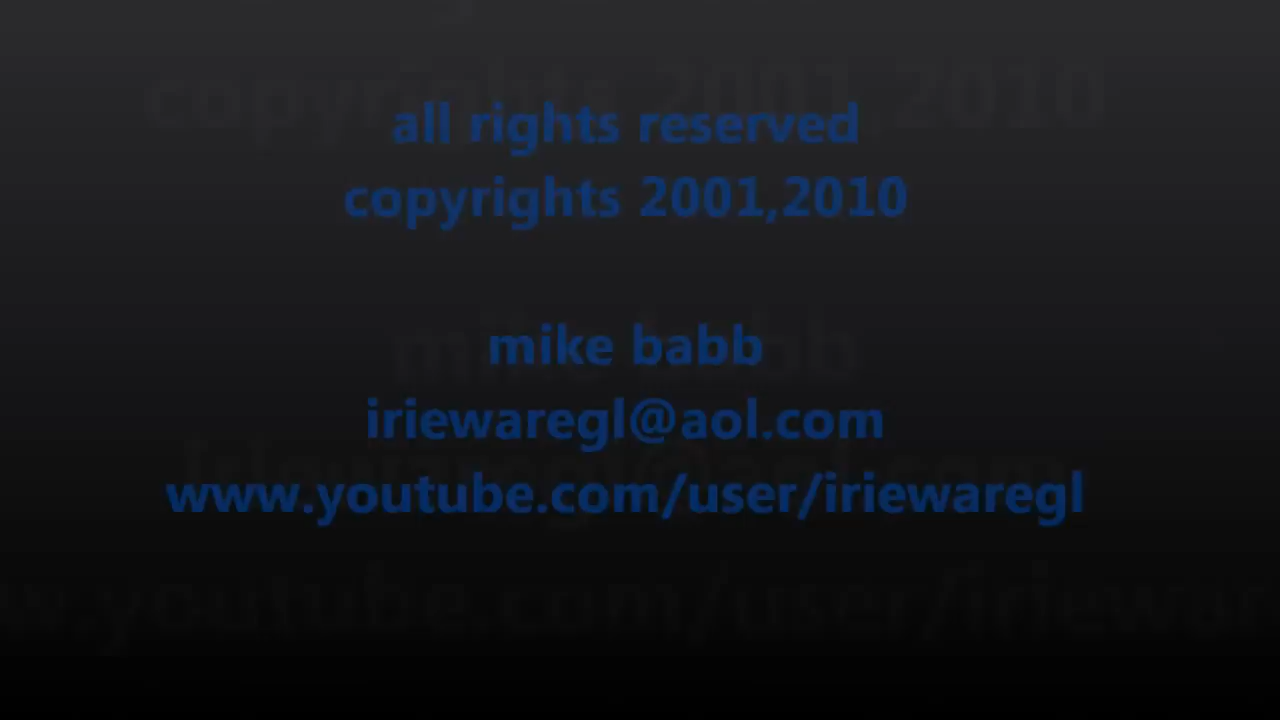 all rights reserved
copyrights 2001,2010
mike babb
iriewaregl@aol.com
www.youtube.com/user/iriewaregl